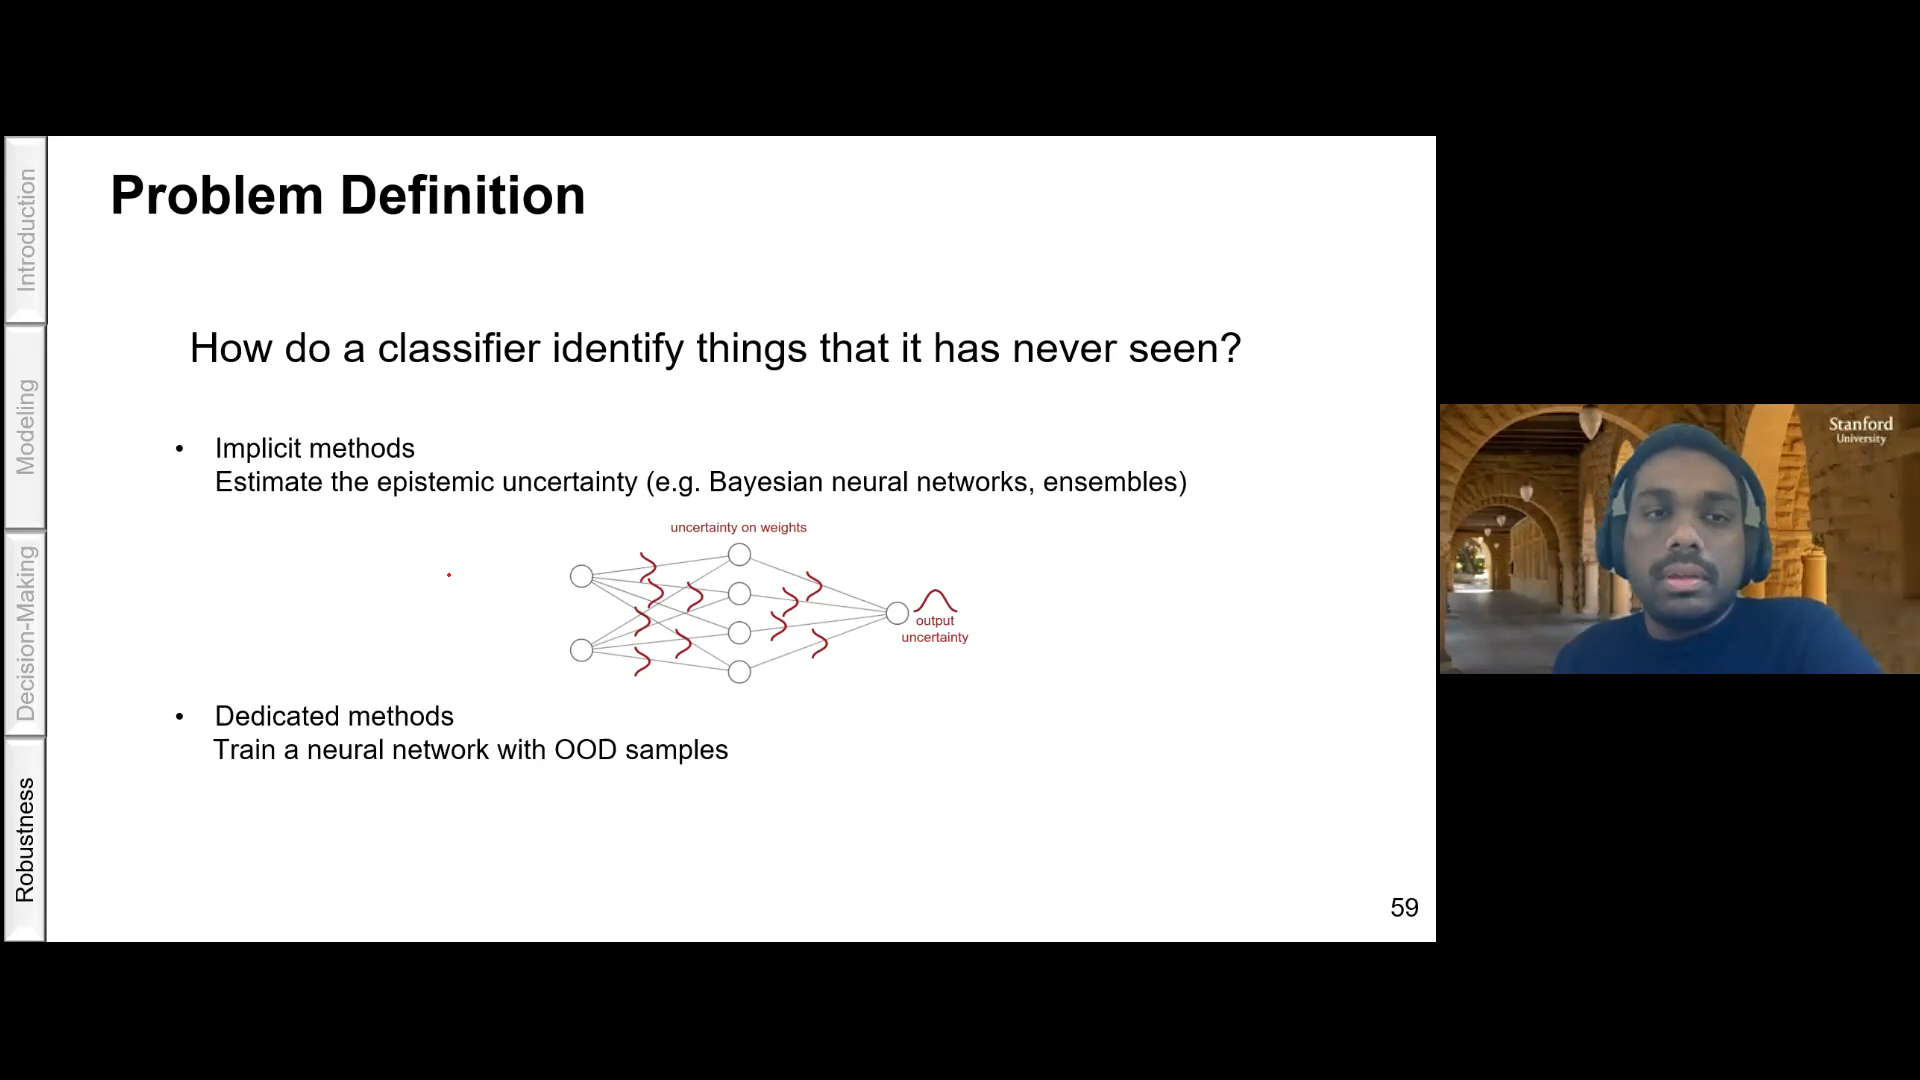 Introduction
Modeling
Decision-Making
Robustness
Problem Definition
How do a classifier identify things that it has never seen?
• Implicit methods
Estimate the epistemic uncertainty (e.g. Bayesian neural networks, ensembles)
uncertainty on weights
output
uncertainty
• Dedicated methods
Train a neural network with OOD samples
59
Stanford
University